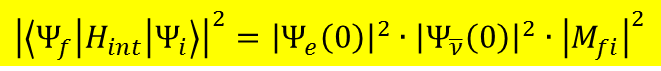 |⟨Ψ_f|H_int|Ψ_i⟩|² = |Ψ_e(0)|² · |Ψ_ν̅(0)|² · |M_fi|²